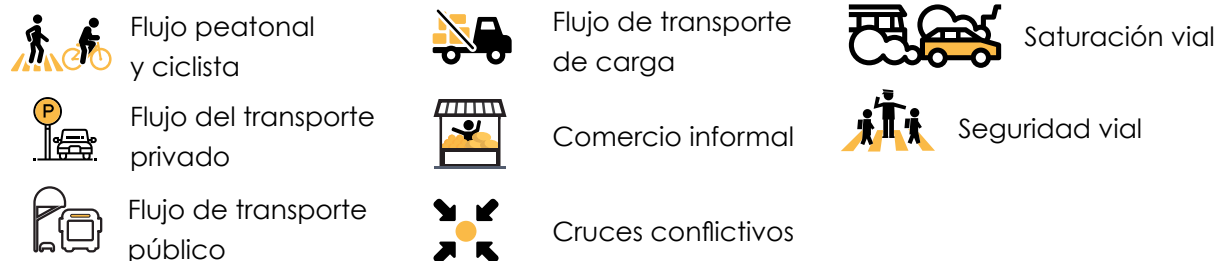 Flujo peatonal
y ciclista
Flujo del transporte
privado
Flujo de transporte
público
Flujo de transporte
de carga
Comercio informal
Cruces conflictivos
Saturación vial
Seguridad vial
P